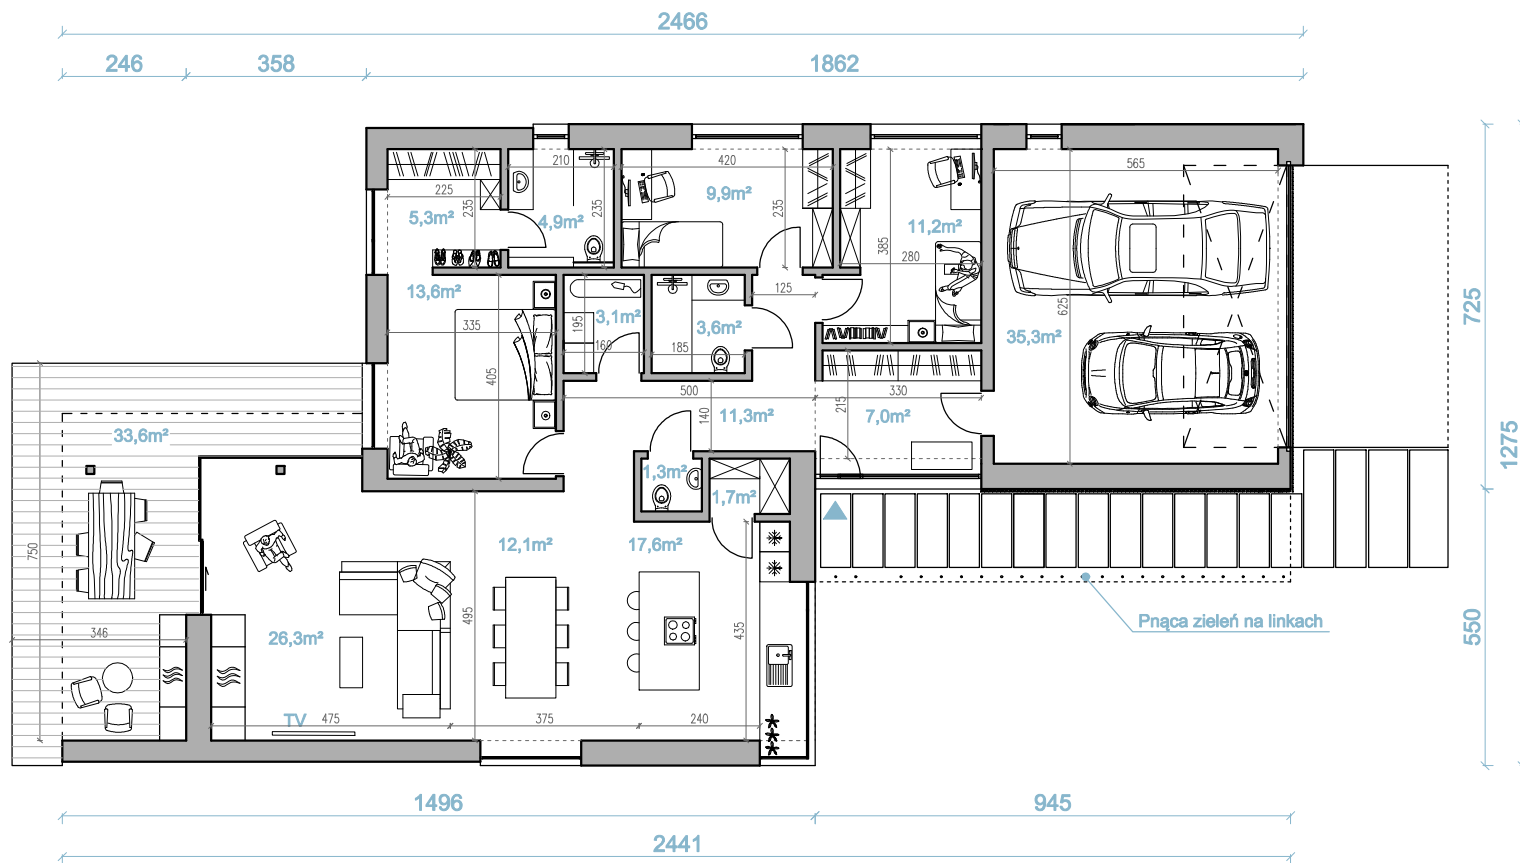 2466
246
358
1862
210
420
565
225
235
5,3m²
4,9m²
235
9,9m²
235
11,2m²
385
280
13,6m²
125
335
195
3,1m²
160
3,6m²
185
625
35,3m²
725
405
500
330
140
11,3m²
215
7,0m²
33,6m²
1275
1,3m²
1,7m²
750
12,1m²
17,6m²
346
26,3m²
495
435
Pnąca zieleń na linkach
550
TV
475
375
240
1496
945
2441